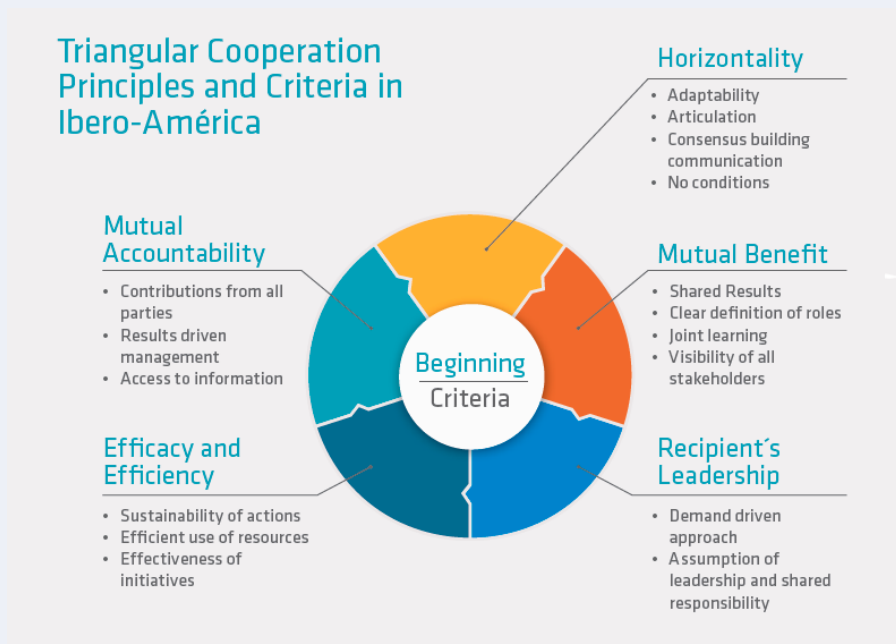 Triangular Cooperation
Principles and Criteria in
Ibero-América
Horizontality
• Adaptability
• Articulation
• Consensus building
communication
• No conditions
Mutual
Accountability
• Contributions from all
parties
• Results driven
management
• Access to information
Mutual Benefit
• Shared Results
• Clear definition of roles
• Joint learning
• Visibility of all
stakeholders
Beginning
Criteria
Efficacy and
Efficiency
• Sustainability of actions
• Efficient use of resources
• Effectiveness of
initiatives
Recipient´s
Leadership
• Demand driven
approach
• Assumption of
leadership and shared
responsibility